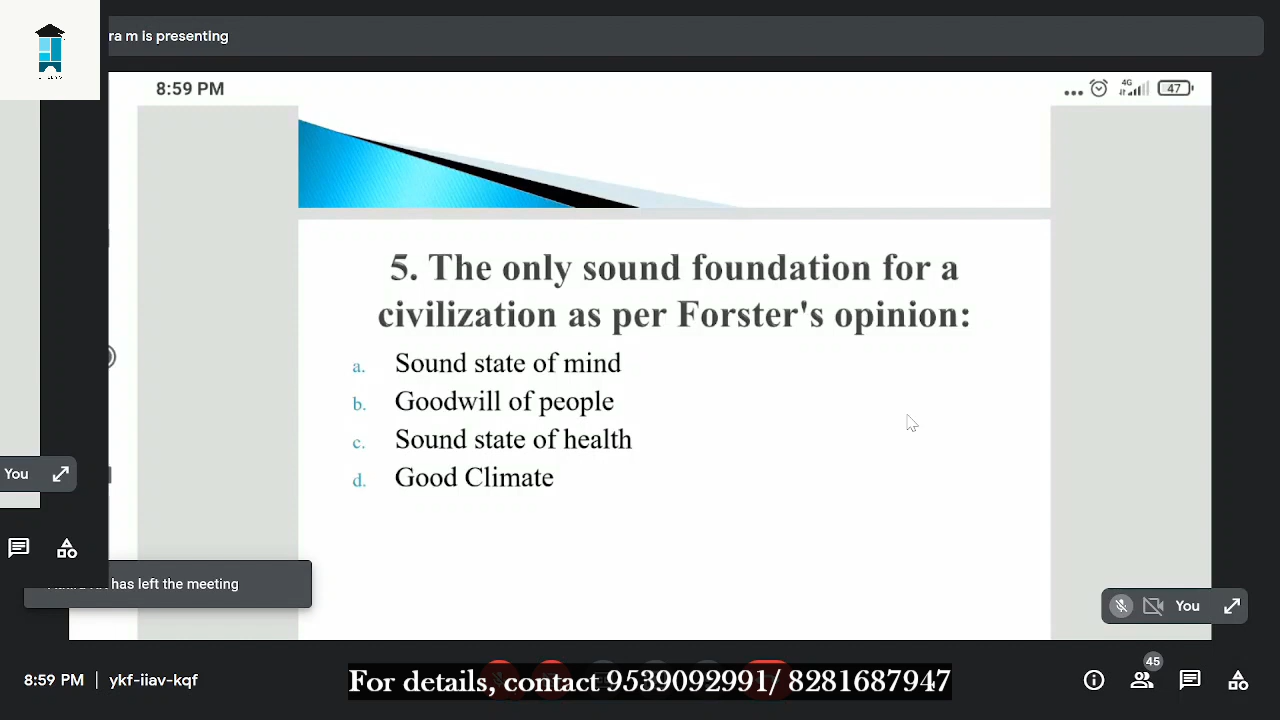 ra m is presenting
8:59 PM
4G
47
5. The only sound foundation for a
civilization as per Forster's opinion:
a. Sound state of mind
b. Goodwill of people
c. Sound state of health
d. Good Climate
You
has left the meeting
You
8:59 PM | ykf-iiav-kqf
For details, contact 9539092991/ 8281687947
45